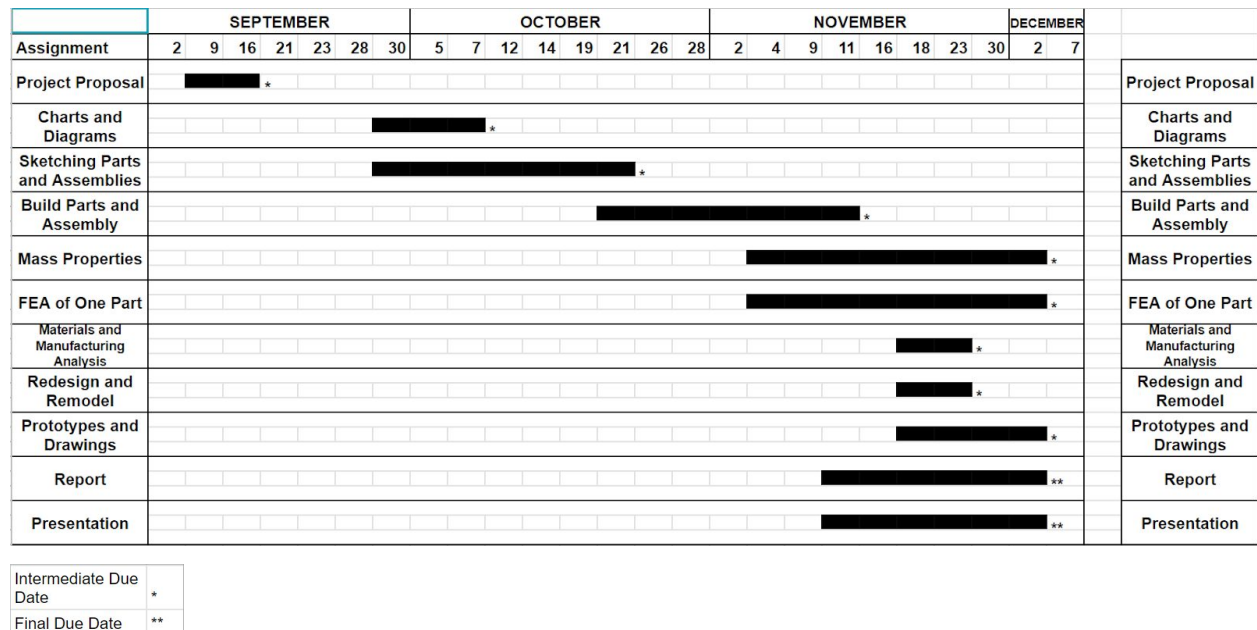 SEPTEMBER OCTOBER NOVEMBER DECEMBER
Assignment 2 9 16 21 23 28 30 5 7 12 14 19 21 26 28 2 4 9 11 16 18 23 30 2 7
Project Proposal * Project Proposal
Charts and Charts and
Diagrams * Diagrams
Sketching Parts Sketching Parts
and Assemblies * and Assemblies
Build Parts and Build Parts and
Assembly * Assembly
Mass Properties * Mass Properties
FEA of One Part * FEA of One Part
Materials and Materials and
Manufacturing * Manufacturing
Analysis Analysis
Redesign and Redesign and
Remodel * Remodel
Prototypes and Prototypes and
Drawings * Drawings
Report ** Report
Presentation ** Presentation
Intermediate Due
Date *
Final Due Date **